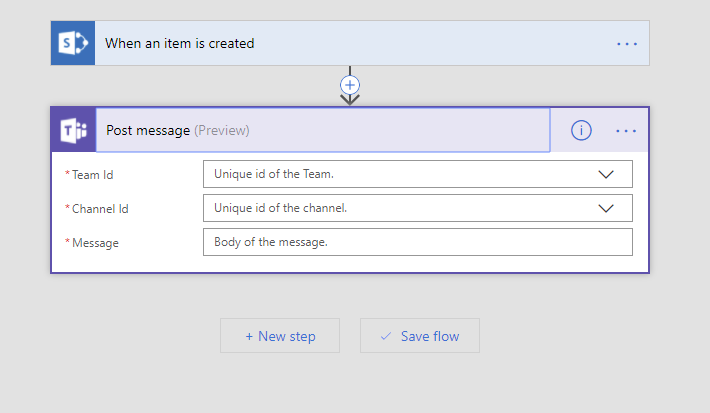 When an item is created
Post message (Preview)
* Team Id Unique id of the Team.
* Channel Id Unique id of the channel.
* Message Body of the message.
+ New step Save flow